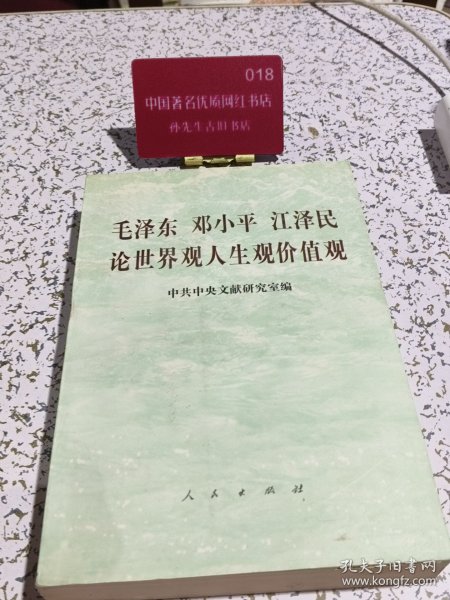 018
中国著名优质网红书店
孙先生古旧书店
毛泽东 邓小平 江泽民
论世界观人生观价值观
中共中央文献研究室编
人民出版社
孔夫子旧书网
www.kongfz.com